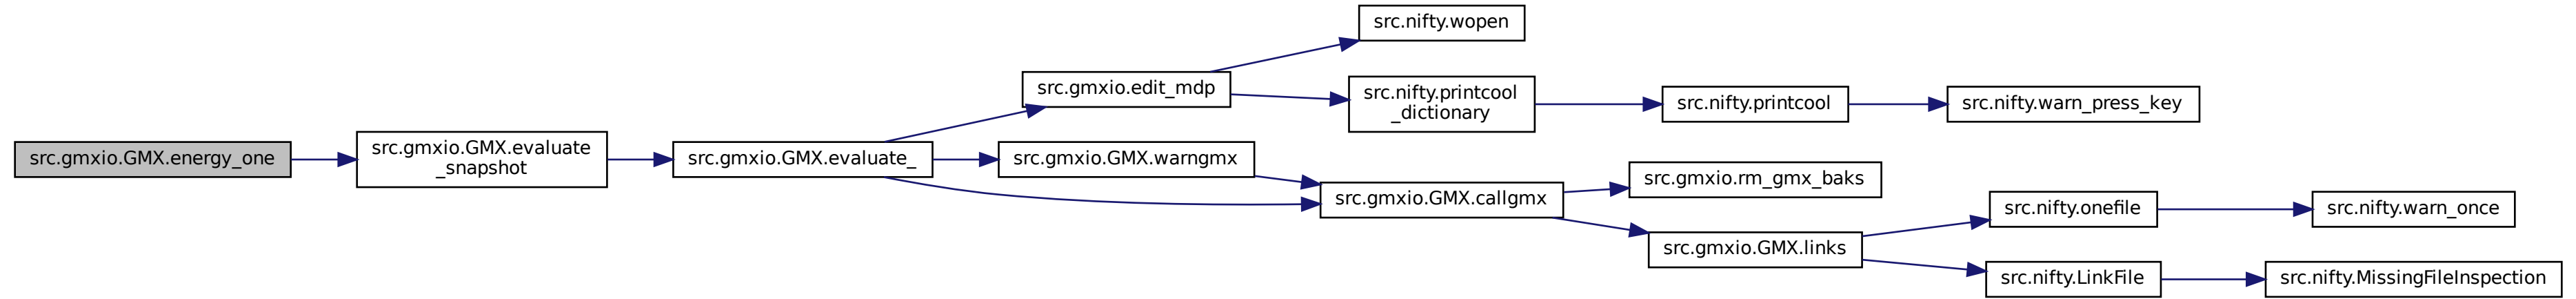 src.gmxio.GMX.energy_one
src.gmxio.GMX.evaluate
_snapshot
src.gmxio.GMX.evaluate_
src.gmxio.edit_mdp
src.nifty.wopen
src.nifty.printcool
_dictionary
src.nifty.printcool
src.nifty.warn_press_key
src.gmxio.GMX.warngmx
src.gmxio.GMX.callgmx
src.gmxio.rm_gmx_baks
src.gmxio.GMX.links
src.nifty.onefile
src.nifty.warn_once
src.nifty.LinkFile
src.nifty.MissingFileInspection